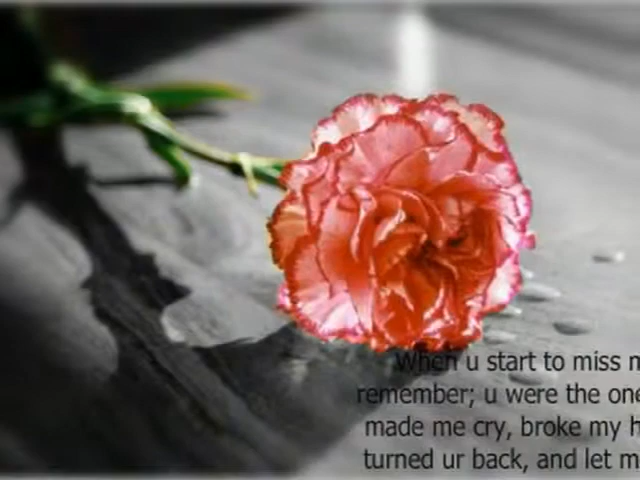 When u start to miss m
remember; u were the one
made me cry, broke my h
turned ur back, and let m